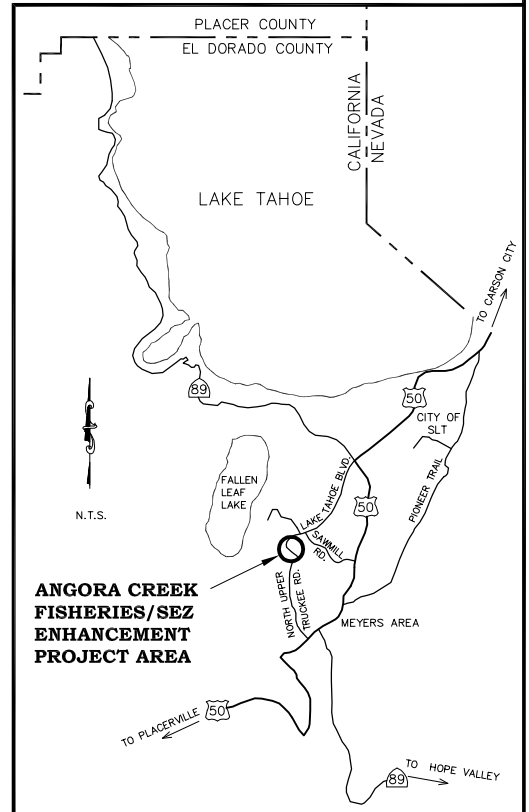 PLACER COUNTY
EL DORADO COUNTY
CALIFORNIA
NEVADA
LAKE TAHOE
TO CARSON CITY
89
50
CITY OF
SLT
PIONEER TRAIL
FALLEN
LEAF
LAKE
LAKE TAHOE BLVD.
50
N.T.S.
SAWMILL
RD.
NORTH UPPER
TRUCKEE RD.
ANGORA CREEK
FISHERIES/SEZ
ENHANCEMENT
PROJECT AREA
MEYERS AREA
TO PLACERVILLE
50
TO HOPE VALLEY
89